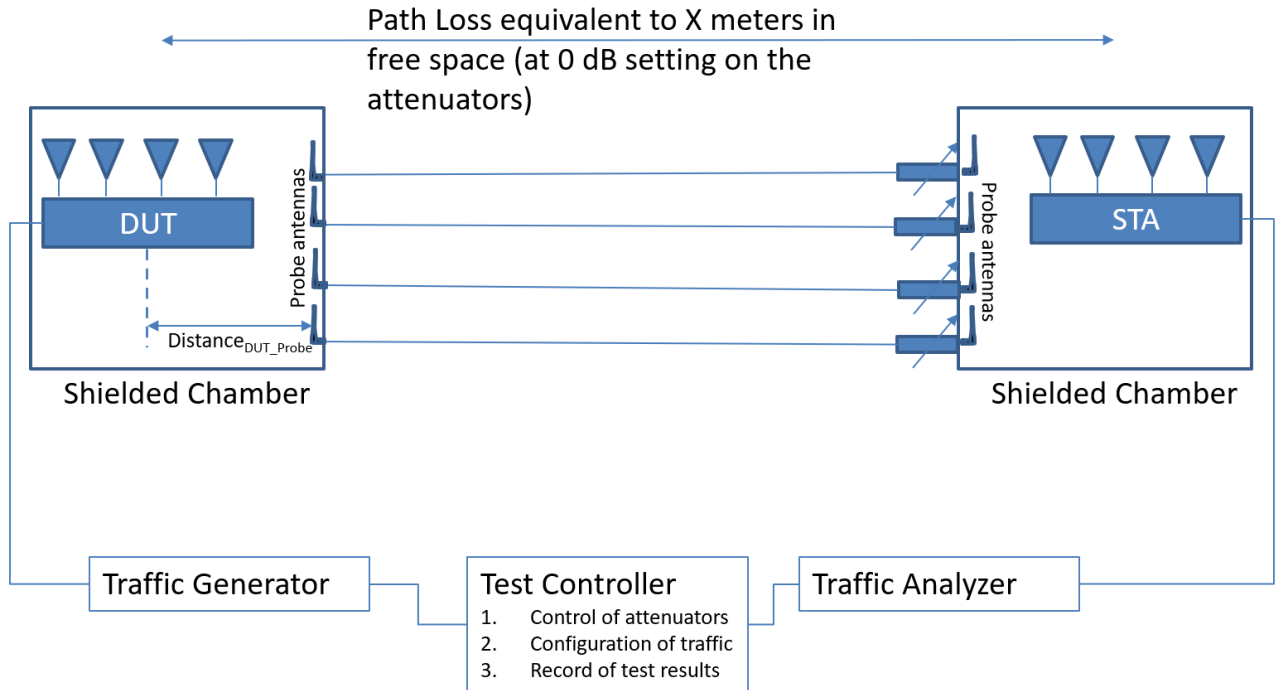 Path Loss equivalent to X meters in
free space (at 0 dB setting on the
attenuators)
DUT
Probe antennas
Distance_DUT_Probe
Shielded Chamber
Probe antennas
STA
Shielded Chamber
Traffic Generator
Test Controller
1. Control of attenuators
2. Configuration of traffic
3. Record of test results
Traffic Analyzer